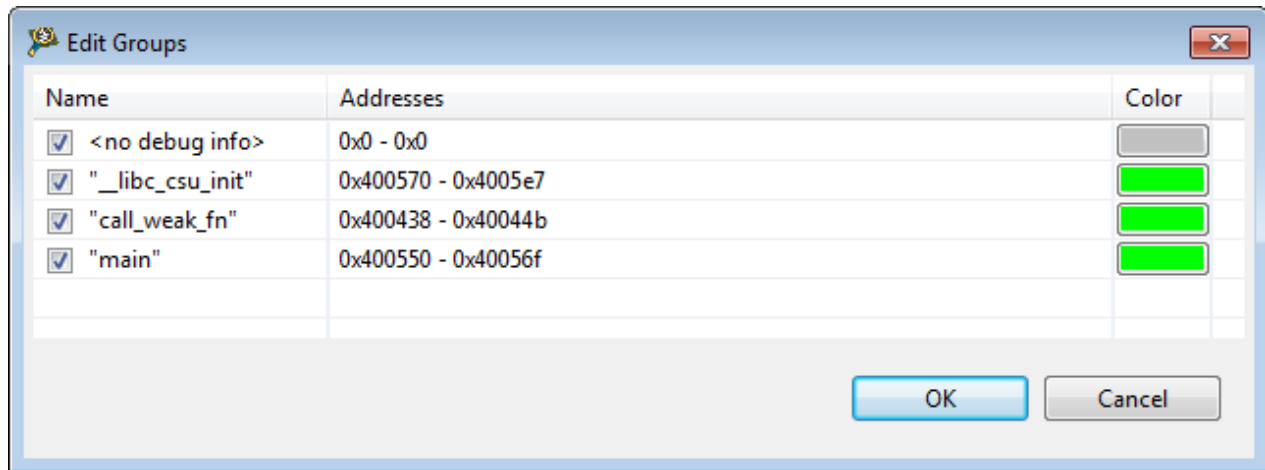 Edit Groups
Name Addresses Color
<no debug info> 0x0 - 0x0
"__libc_csu_init" 0x400570 - 0x4005e7
"call_weak_fn" 0x400438 - 0x40044b
"main" 0x400550 - 0x40056f
OK Cancel